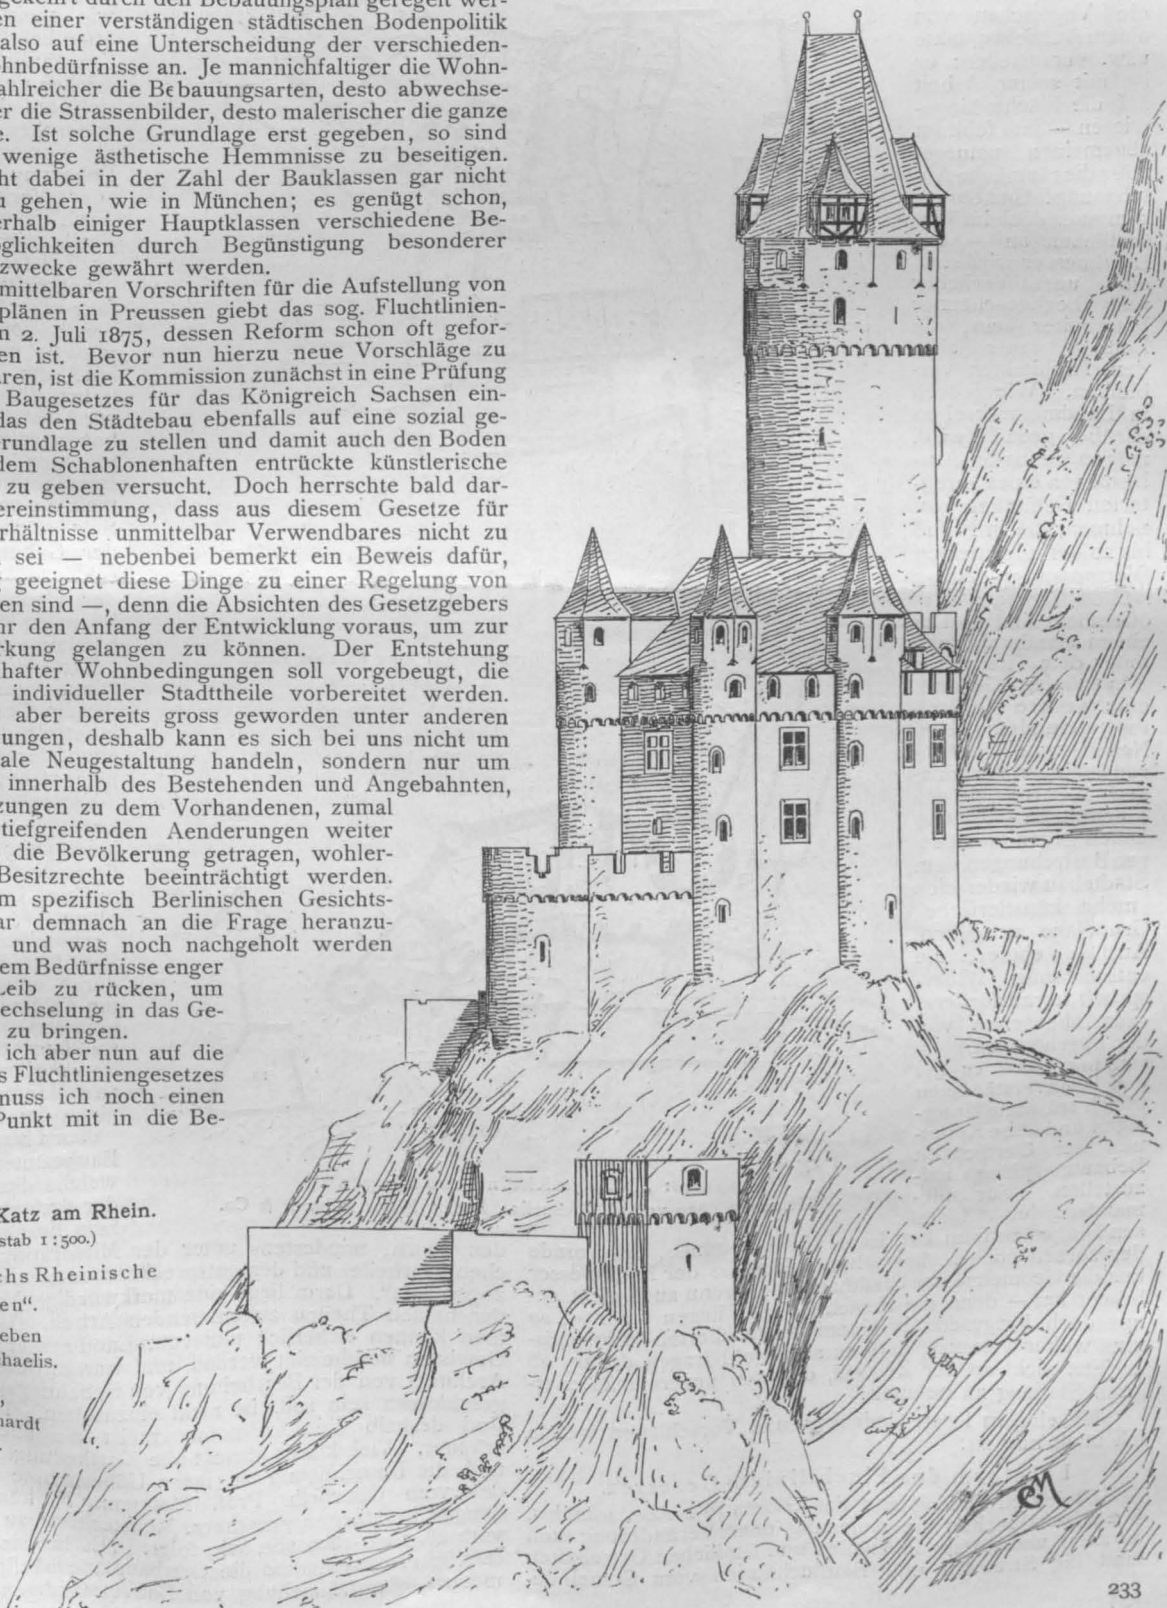 gekehrt durch den Bebauungsplan geregelt wer-
en einer verständigen städtischen Bodenpolitik
also auf eine Unterscheidung der verschieden-
ohnbedürfnisse an. Je mannichfaltiger die Wohn-
ahlreicher die Bebauungsarten, desto abwechse-
er die Strassenbilder, desto malerischer die ganze
e. Ist solche Grundlage erst gegeben, so sind
wenige ästhetische Hemmnisse zu beseitigen.
ht dabei in der Zahl der Bauklassen gar nicht
u gehen, wie in München; es genügt schon,
erhalb einiger Hauptklassen verschiedene Be-
öglichkeiten durch Begünstigung besonderer
zwecke gewährt werden.
mittelbaren Vorschriften für die Aufstellung von
plänen in Preussen giebt das sog. Fluchtlinien-
n 2. Juli 1875, dessen Reform schon oft gefor-
en ist. Bevor nun hierzu neue Vorschläge zu
aren, ist die Kommission zunächst in eine Prüfung
Baugesetzes für das Königreich Sachsen ein-
das den Städtebau ebenfalls auf eine sozial ge-
rundlage zu stellen und damit auch den Boden
dem Schablonenhaften entrückte künstlerische
zu geben versucht. Doch herrschte bald dar-
ereinstimmung, dass aus diesem Gesetze für
rhältnisse unmittelbar Verwendbares nicht zu
sei — nebenbei bemerkt ein Beweis dafür,
geeignet diese Dinge zu einer Regelung von
en sind —, denn die Absichten des Gesetzgebers
hr den Anfang der Entwicklung voraus, um zur
rkung gelangen zu können. Der Entstehung
hafter Wohnbedingungen soll vorgebeugt, die
individueller Stadttheile vorbereitet werden.
aber bereits gross geworden unter anderen
ungen, deshalb kann es sich bei uns nicht um
ale Neugestaltung handeln, sondern nur um
innerhalb des Bestehenden und Angebahnten,
zungen zu dem Vorhandenen, zumal
tiefgreifenden Aenderungen weiter
die Bevölkerung getragen, wohler-
Besitzrechte beeinträchtigt werden.
m spezifisch Berlinischen Gesichts-
ar demnach an die Frage heranzu-
und was noch nachgeholt werden
em Bedürfnisse enger
Leib zu rücken, um
echselung in das Ge-
zu bringen.
ich aber nun auf die
s Fluchtliniengesetzes
muss ich noch einen
Punkt mit in die Be-
Katz am Rhein.
stab 1:500.)
chs Rheinische
en“.
eben
chaelis.
hardt
CM
233